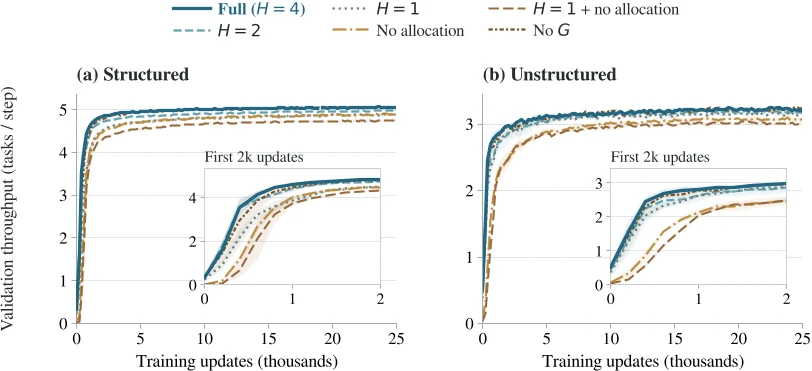 Full (H = 4)
H = 1
H = 1 + no allocation
H = 2
No allocation
No G
(a) Structured
(b) Unstructured
Validation throughput (tasks / step)
5
4
3
2
1
0
First 2k updates
4
2
0
0 1 2
0 5 10 15 20 25
Training updates (thousands)
3
2
1
0
First 2k updates
3
2
1
0
0 1 2
0 5 10 15 20 25
Training updates (thousands)